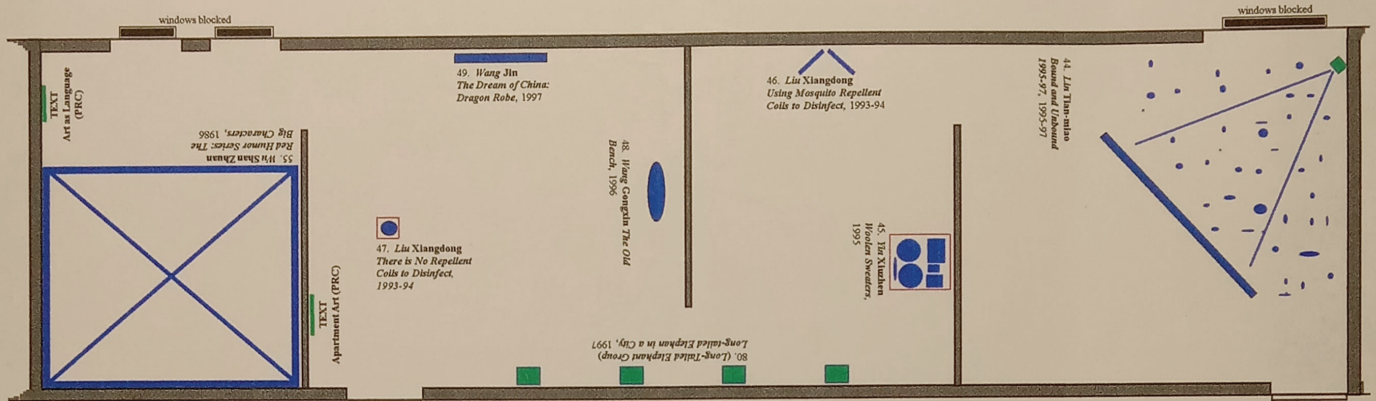 windows blocked
windows blocked
TEXT
Art as Language
(PRC)
55. Wu Shan Zhuan
Red Humor Series: The
Big Characters, 1986
TEXT
Apartment Art (PRC)
49. Wang Jin
The Dream of China:
Dragon Robe, 1997
47. Liu Xiangdong
There is No Repellent
Coils to Disinfect,
1993-94
48. Wang Gongxin The Old
Bench, 1996
80. (Long-Tailed Elephant Group)
Long-tailed Elephant in a City, 1997
46. Liu Xiangdong
Using Mosquito Repellent
Coils to Disinfect, 1993-94
45. Yin Xiuzhen
Woolen Sweaters,
1995
44. Lin Tian-miao
Bound and Unbound
1995-97, 1995-97